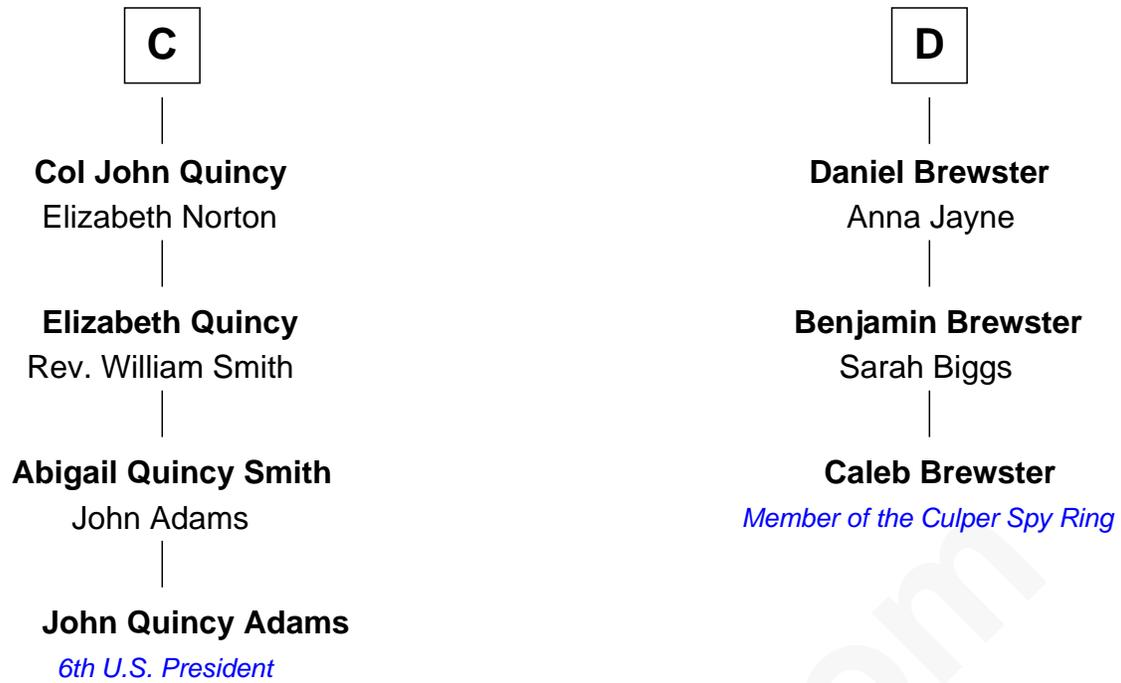 C
Col John Quincy
Elizabeth Norton
Elizabeth Quincy
Rev. William Smith
Abigail Quincy Smith
John Adams
John Quincy Adams
6th U.S. President
D
Daniel Brewster
Anna Jayne
Benjamin Brewster
Sarah Biggs
Caleb Brewster
Member of the Culper Spy Ring
om